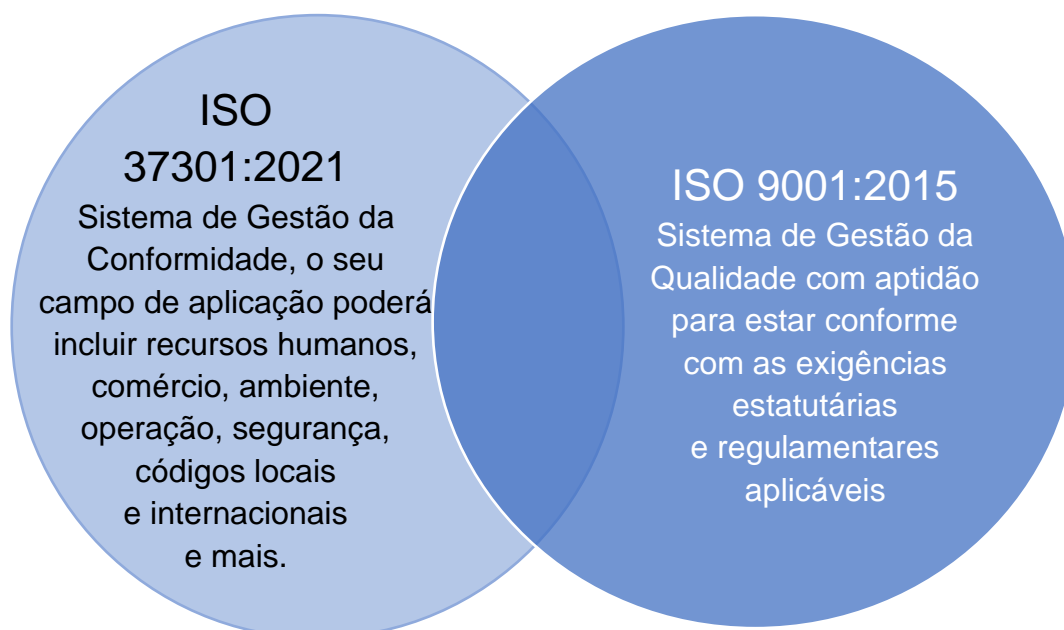 ISO
37301:2021
Sistema de Gestão da
Conformidade, o seu
campo de aplicação poderá
incluir recursos humanos,
comércio, ambiente,
operação, segurança,
códigos locais
e internacionais
e mais.
ISO 9001:2015
Sistema de Gestão da
Qualidade com aptidão
para estar conforme
com as exigências
estatutárias
e regulamentares
aplicáveis